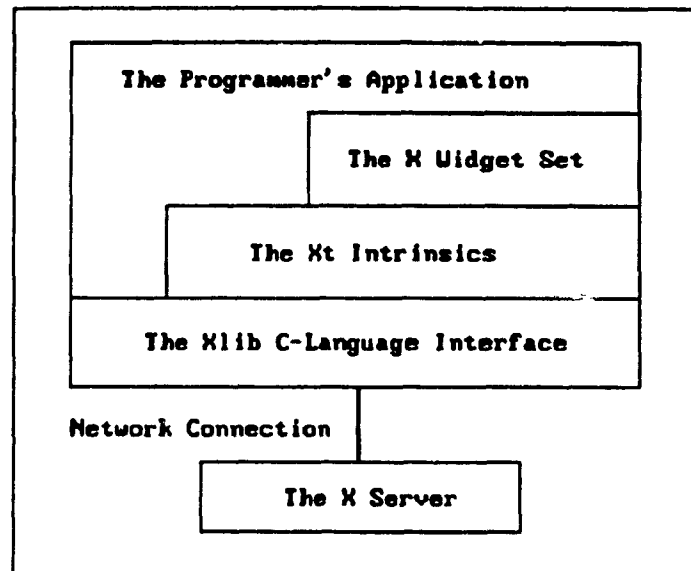 The Programmer's Application
The X Widget Set
The Xt Intrinsics
The Xlib C-Language Interface
Network Connection
The X Server